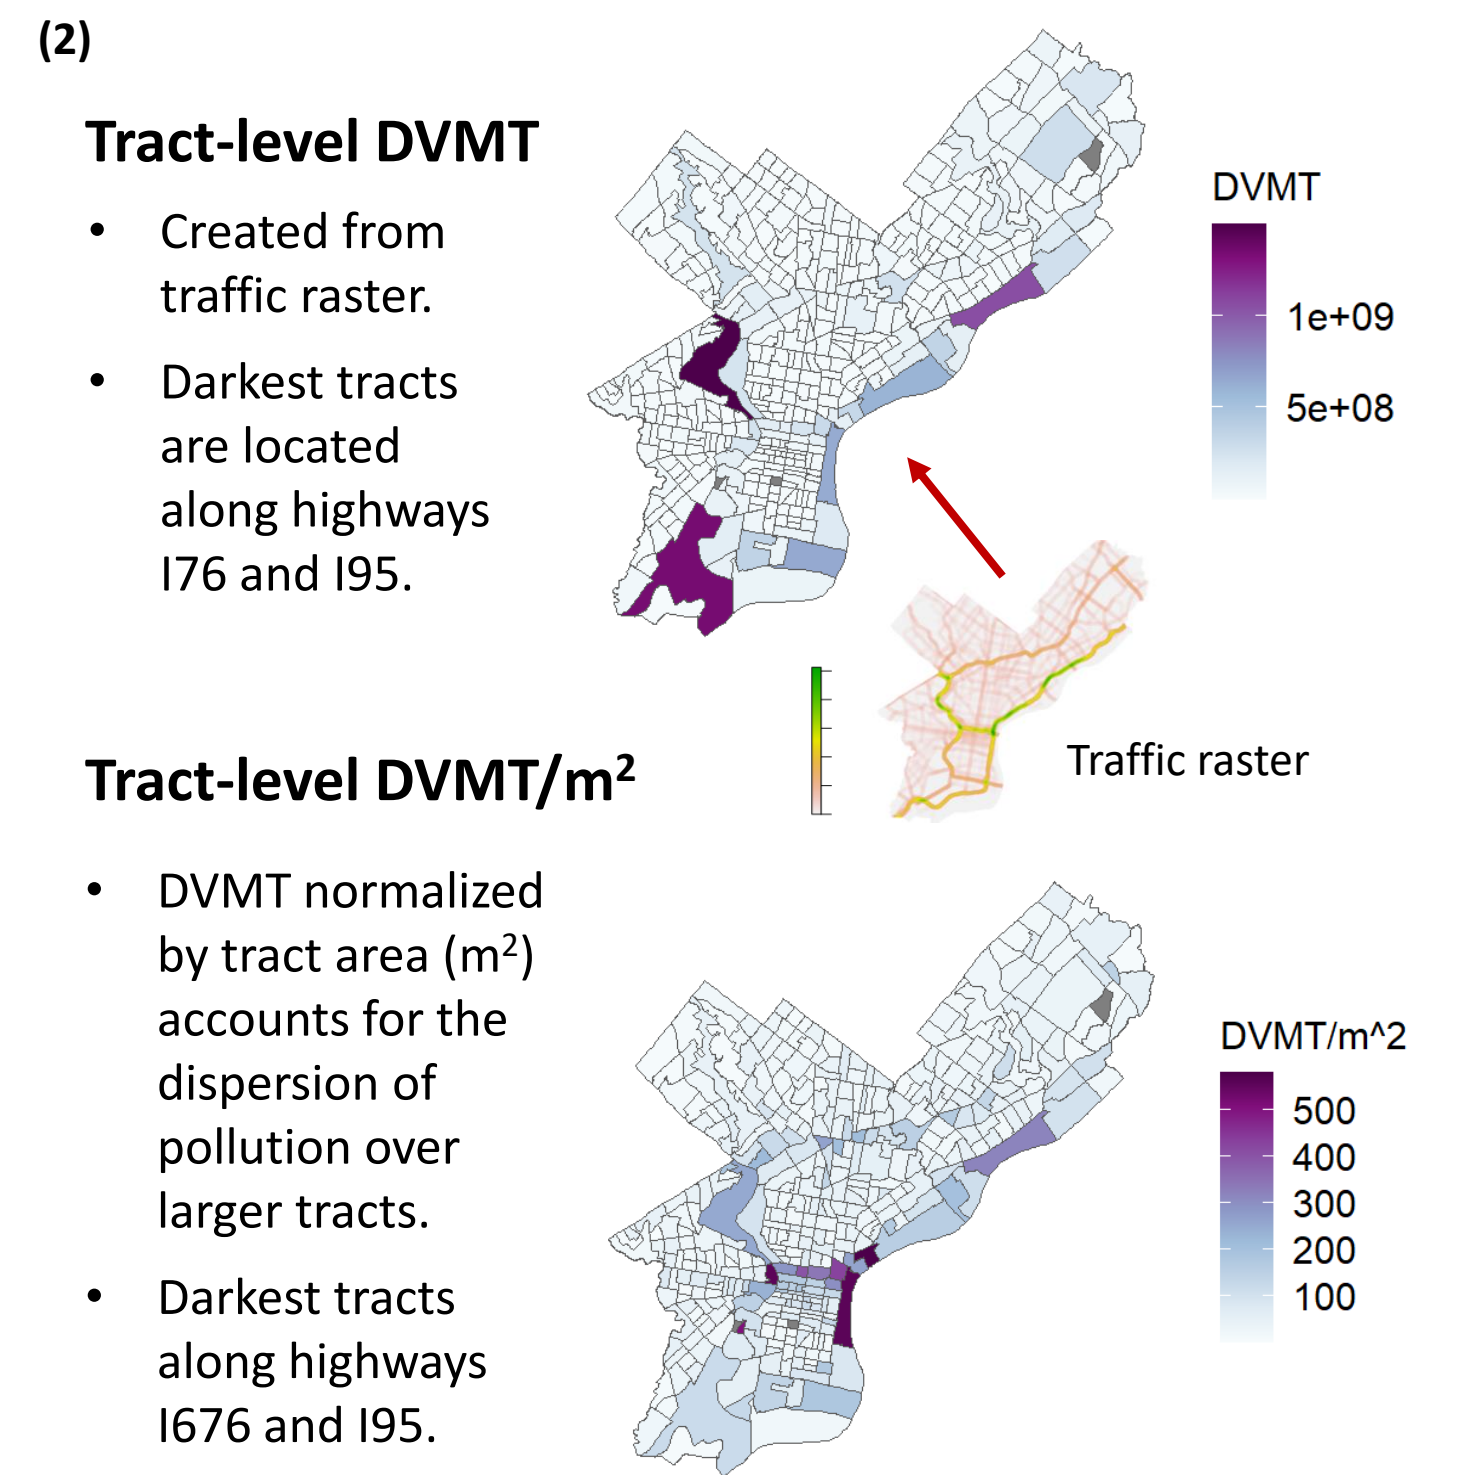 (2)
Tract-level DVMT
• Created from
traffic raster.
• Darkest tracts
are located
along highways
I76 and I95.
DVMT
1e+09
5e+08
Traffic raster
Tract-level DVMT/m²
• DVMT normalized
by tract area (m²)
accounts for the
dispersion of
pollution over
larger tracts.
• Darkest tracts
along highways
I676 and I95.
DVMT/m^2
500
400
300
200
100